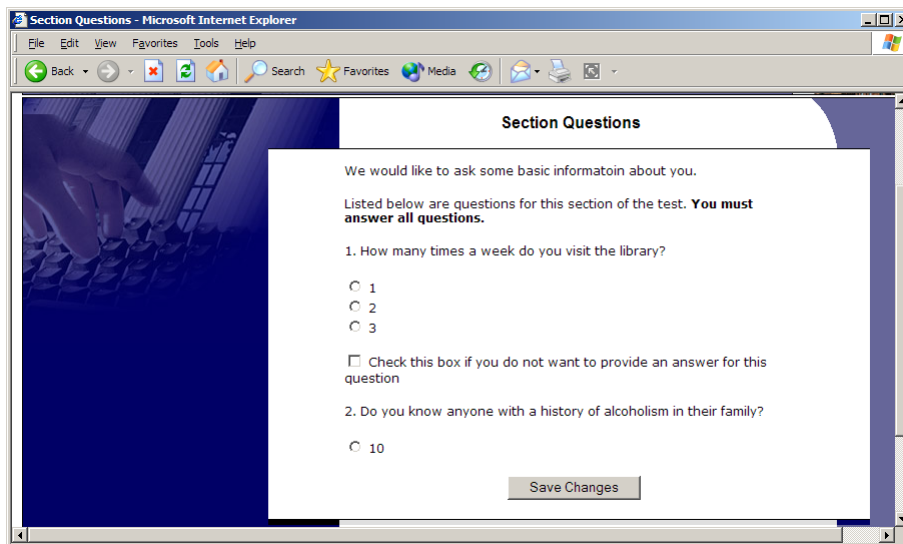 Section Questions - Microsoft Internet Explorer
File Edit View Favorites Tools Help
Back Search Favorites Media
Section Questions
We would like to ask some basic informatoin about you.
Listed below are questions for this section of the test. You must
answer all questions.
1. How many times a week do you visit the library?
1
2
3
Check this box if you do not want to provide an answer for this
question
2. Do you know anyone with a history of alcoholism in their family?
10
Save Changes